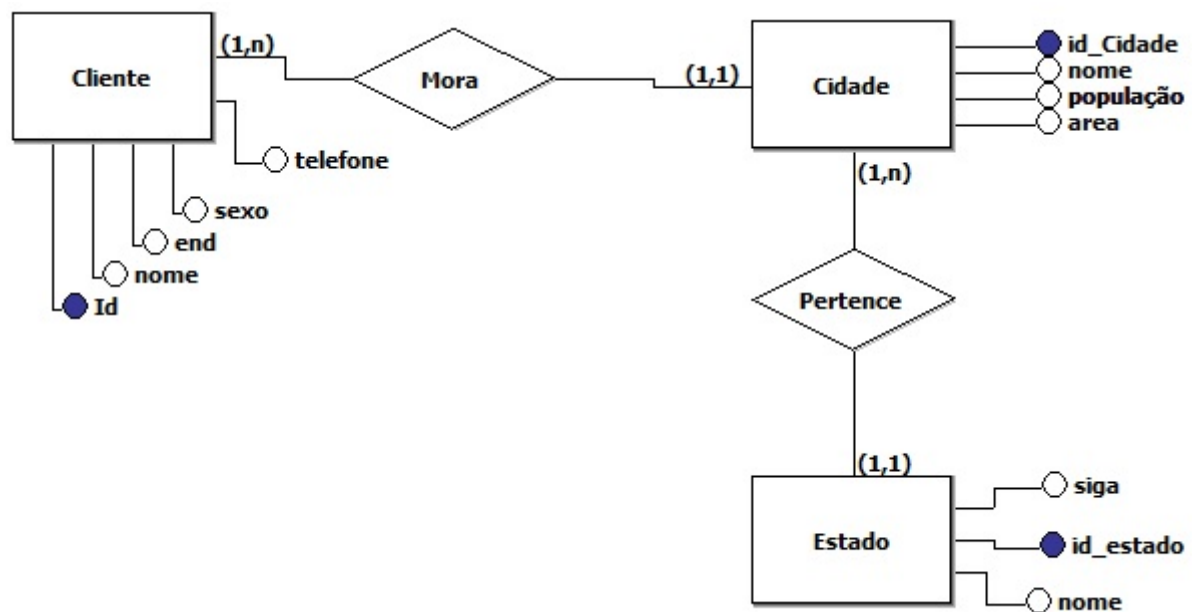 Cliente
(1,n)
Mora
(1,1)
Cidade
id_Cidade
nome
população
area
telefone
sexo
end
nome
Id
(1,n)
Pertence
(1,1)
Estado
siga
id_estado
nome